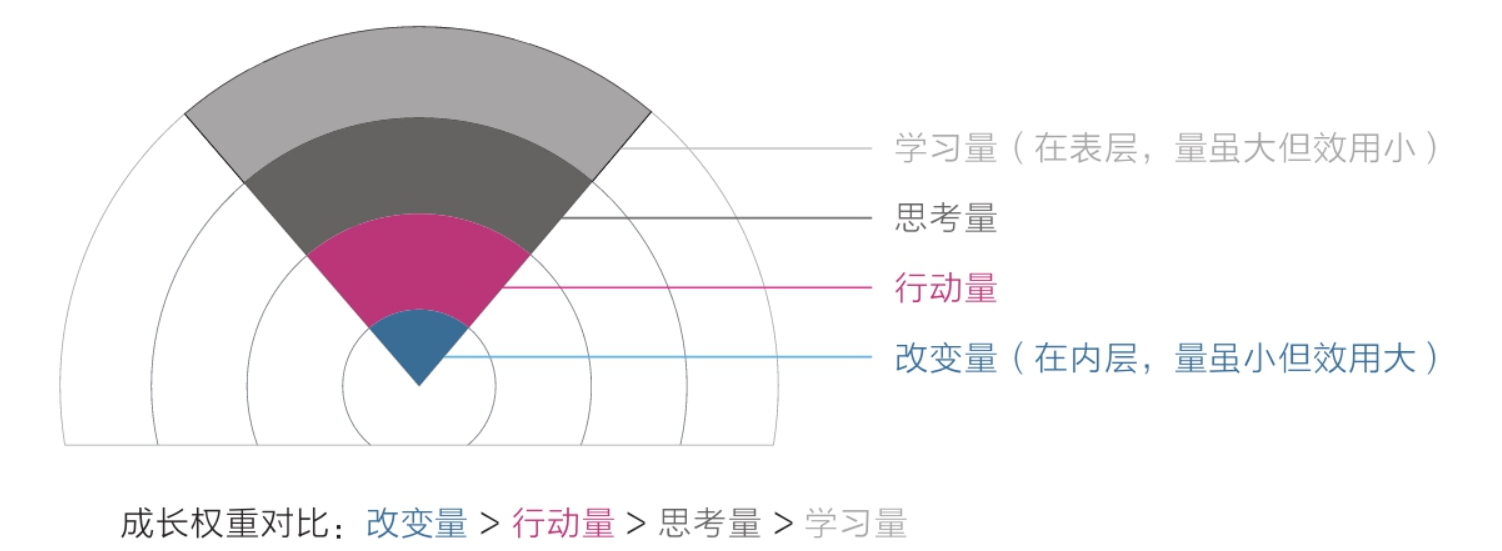 学习量（在表层，量虽大但效用小）
思考量
行动量
改变量（在内层，量虽小但效用大）
成长权重对比：改变量 > 行动量 > 思考量 > 学习量